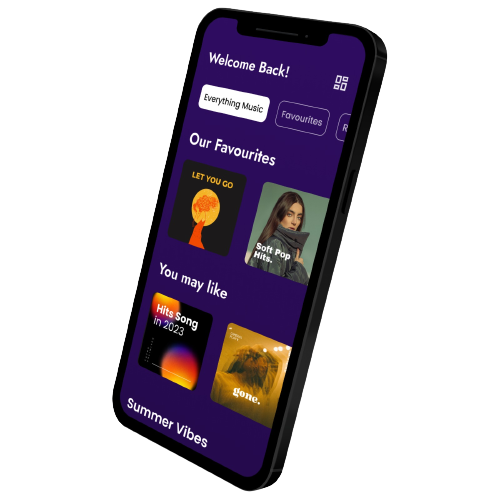 Welcome Back!
Everything Music
Favourites
R
Our Favourites
LET YOU GO
Soft Pop
Hits.
You may like
Hits Song
in 2023
gone.
Summer Vibes